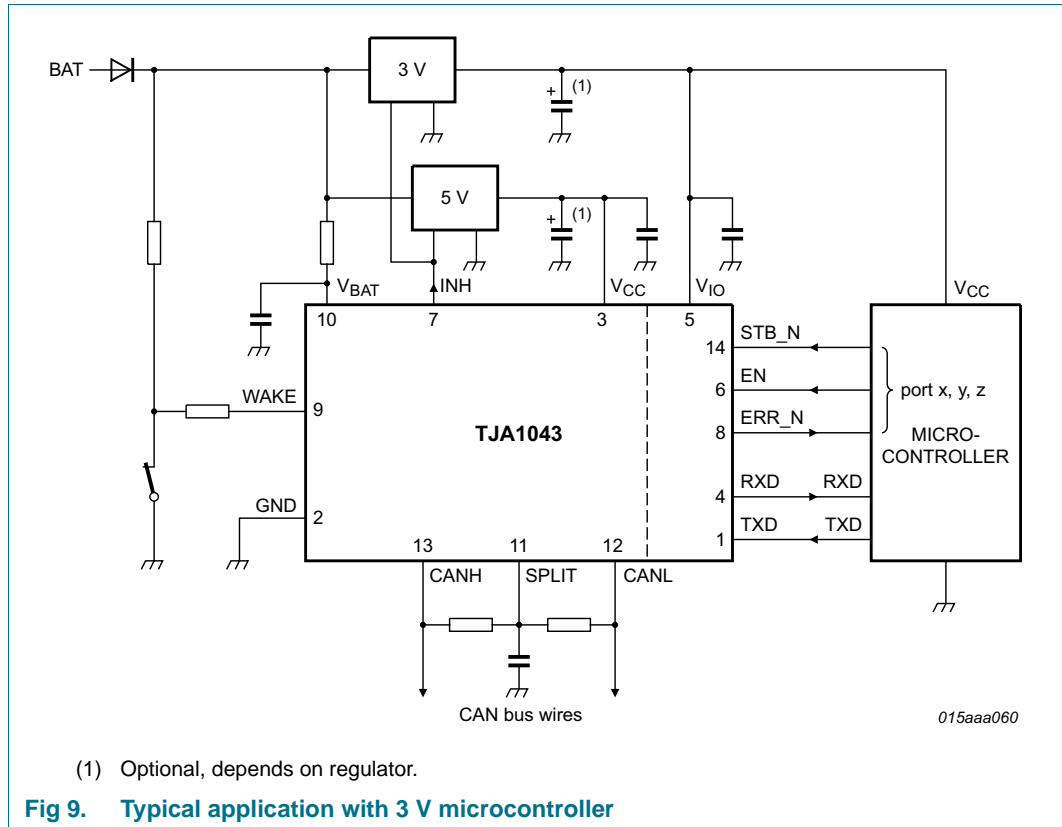 BAT
3 V
(1)
+
5 V
(1)
+
VBAT
INH
VCC
VIO
VCC
10
7
3
5
14
STB_N
6
EN
port x, y, z
8
ERR_N
MICRO-
CONTROLLER
WAKE
9
TJA1043
4
RXD
RXD
GND
2
1
TXD
TXD
13
11
12
CANH
SPLIT
CANL
CAN bus wires
015aaa060
(1) Optional, depends on regulator.
Fig 9. Typical application with 3 V microcontroller